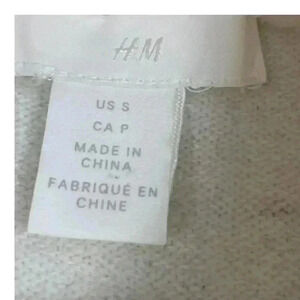 H&M
US S
CA P
MADE IN
CHINA
FABRIQUÉ EN
CHINE